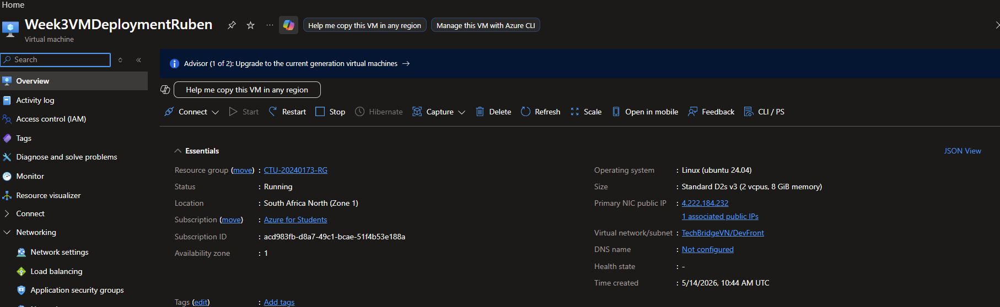 Home
Week3VMDeploymentRuben
Help me copy this VM in any region
Manage this VM with Azure CLI
Virtual machine
Search
Overview
Activity log
Access control (IAM)
Tags
Diagnose and solve problems
Monitor
Resource visualizer
Connect
Networking
Network settings
Load balancing
Application security groups
Advisor (1 of 2): Upgrade to the current generation virtual machines →
Help me copy this VM in any region
Connect Start Restart Stop Hibernate Capture Delete Refresh Scale Open in mobile Feedback CLI / PS
Essentials
JSON View
Resource group (move) : CTU-20240173-RG
Status : Running
Location : South Africa North (Zone 1)
Subscription (move) : Azure for Students
Subscription ID : acd983fb-d8a7-49c1-bcae-51f4b53e188a
Availability zone : 1
Operating system : Linux (ubuntu 24.04)
Size : Standard D2s v3 (2 vcpus, 8 GiB memory)
Primary NIC public IP : 4.222.184.232
1 associated public IPs
Virtual network/subnet : TechBridgeVN/DevFront
DNS name : Not configured
Health state : -
Time created : 5/14/2026, 10:44 AM UTC
Tags (edit) : Add tags